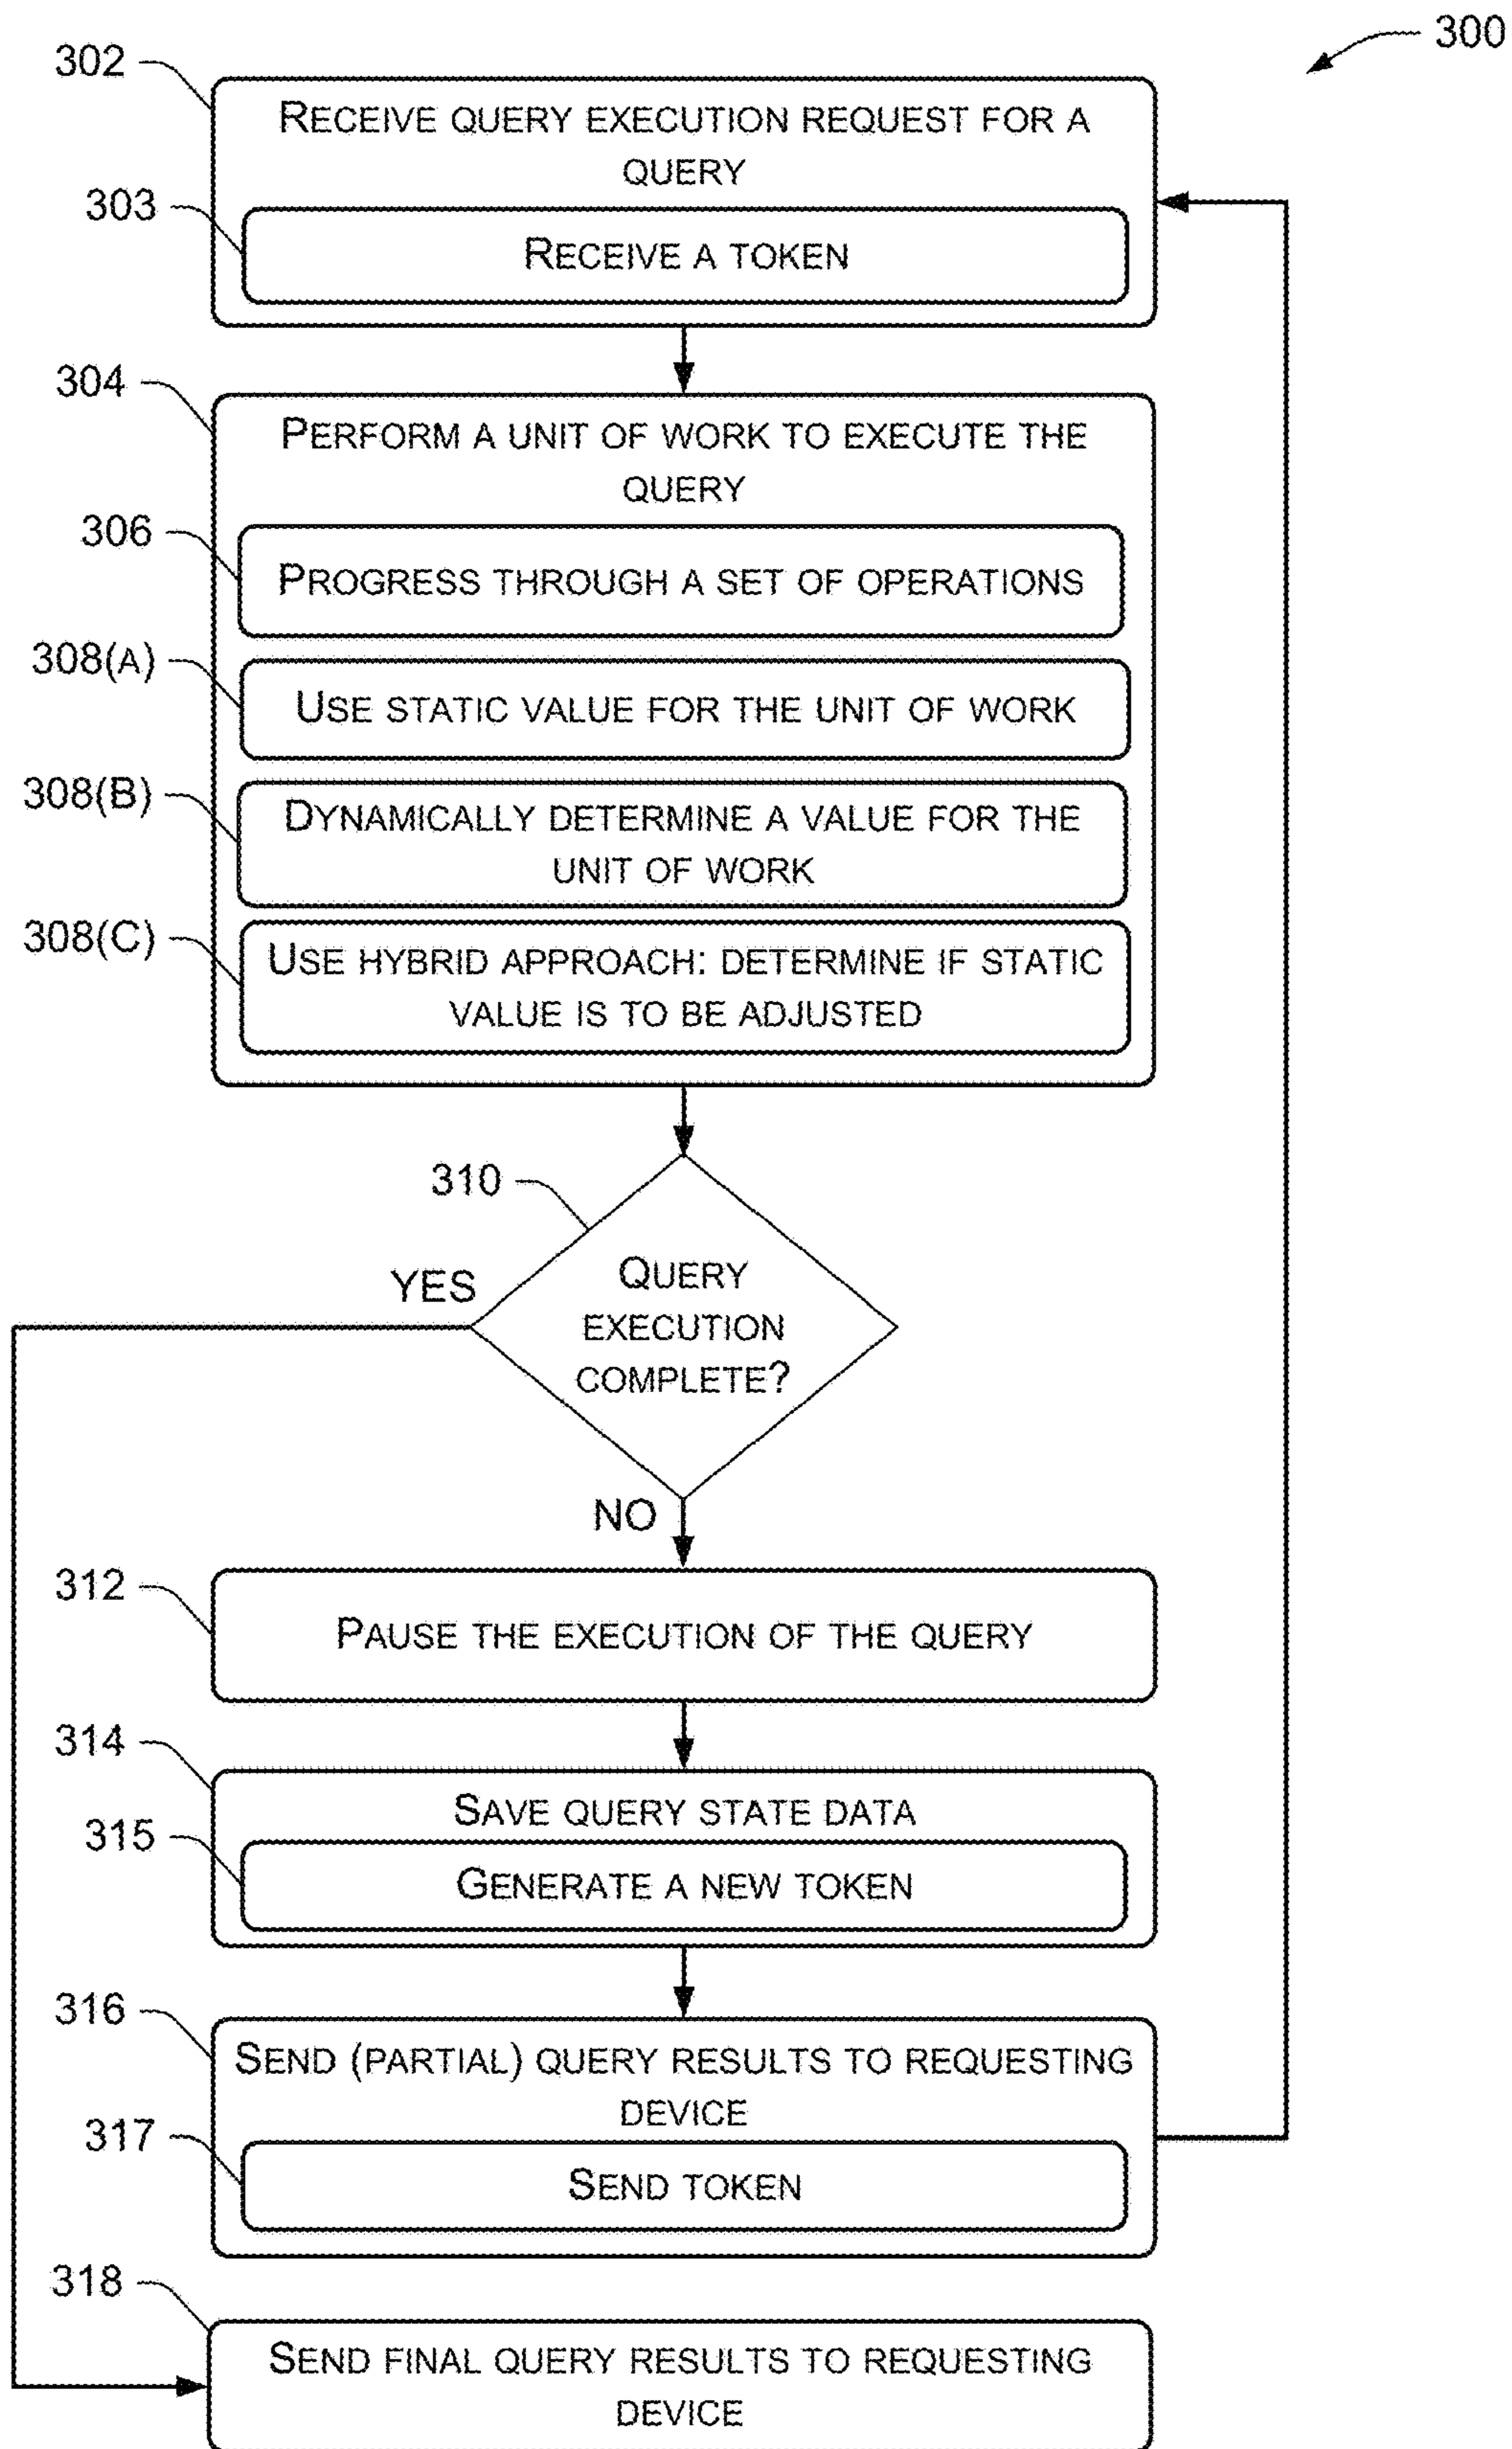 300
302
RECEIVE QUERY EXECUTION REQUEST FOR A
QUERY
303
RECEIVE A TOKEN
304
PERFORM A UNIT OF WORK TO EXECUTE THE
QUERY
306
PROGRESS THROUGH A SET OF OPERATIONS
308(A)
USE STATIC VALUE FOR THE UNIT OF WORK
308(B)
DYNAMICALLY DETERMINE A VALUE FOR THE
UNIT OF WORK
308(C)
USE HYBRID APPROACH: DETERMINE IF STATIC
VALUE IS TO BE ADJUSTED
310
YES
QUERY
EXECUTION
COMPLETE?
NO
312
PAUSE THE EXECUTION OF THE QUERY
314
SAVE QUERY STATE DATA
315
GENERATE A NEW TOKEN
316
SEND (PARTIAL) QUERY RESULTS TO REQUESTING
DEVICE
317
SEND TOKEN
318
SEND FINAL QUERY RESULTS TO REQUESTING
DEVICE